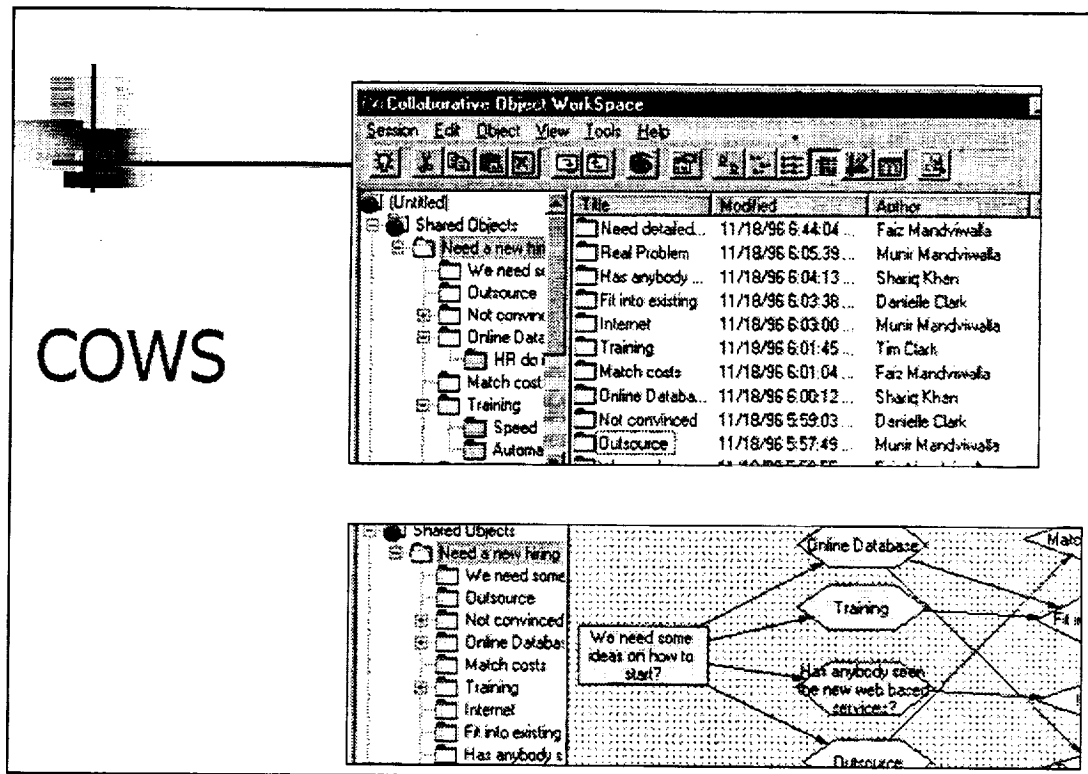 COWS
Collaborative Object WorkSpace
Session Edit Object View Tools Help
(Untitled)
Shared Objects
Need a new hiri
We need s
Outsource
Not convinc
Online Data
HR do
Match cost
Training
Speed
Automa
Title Modified Author
Need detailed... 11/18/96 6:44:04 ... Faiz Mandviwalla
Real Problem 11/18/96 6:05:39 ... Munir Mandviwalla
Has anybody ... 11/18/96 6:04:13 ... Shariq Khan
Fit into existing 11/18/96 6:03:38 ... Danielle Clark
Internet 11/18/96 6:03:00 ... Munir Mandviwalla
Training 11/18/96 6:01:45 ... Tim Clark
Match costs 11/18/96 6:01:04 ... Faiz Mandviwalla
Online Databa... 11/18/96 6:00:12 ... Shariq Khan
Not convinced 11/18/96 5:59:03 ... Danielle Clark
Outsource 11/18/96 5:57:49 ... Munir Mandviwalla
Shared Objects
Need a new hiring
We need some
Outsource
Not convinced
Online Databa
Match costs
Training
Internet
Fit into existing
Has anybody s
We need some
ideas on how to
start?
Online Database
Training
Has anybody seen
the new web based
services?
Outsource
Matc
Fit i